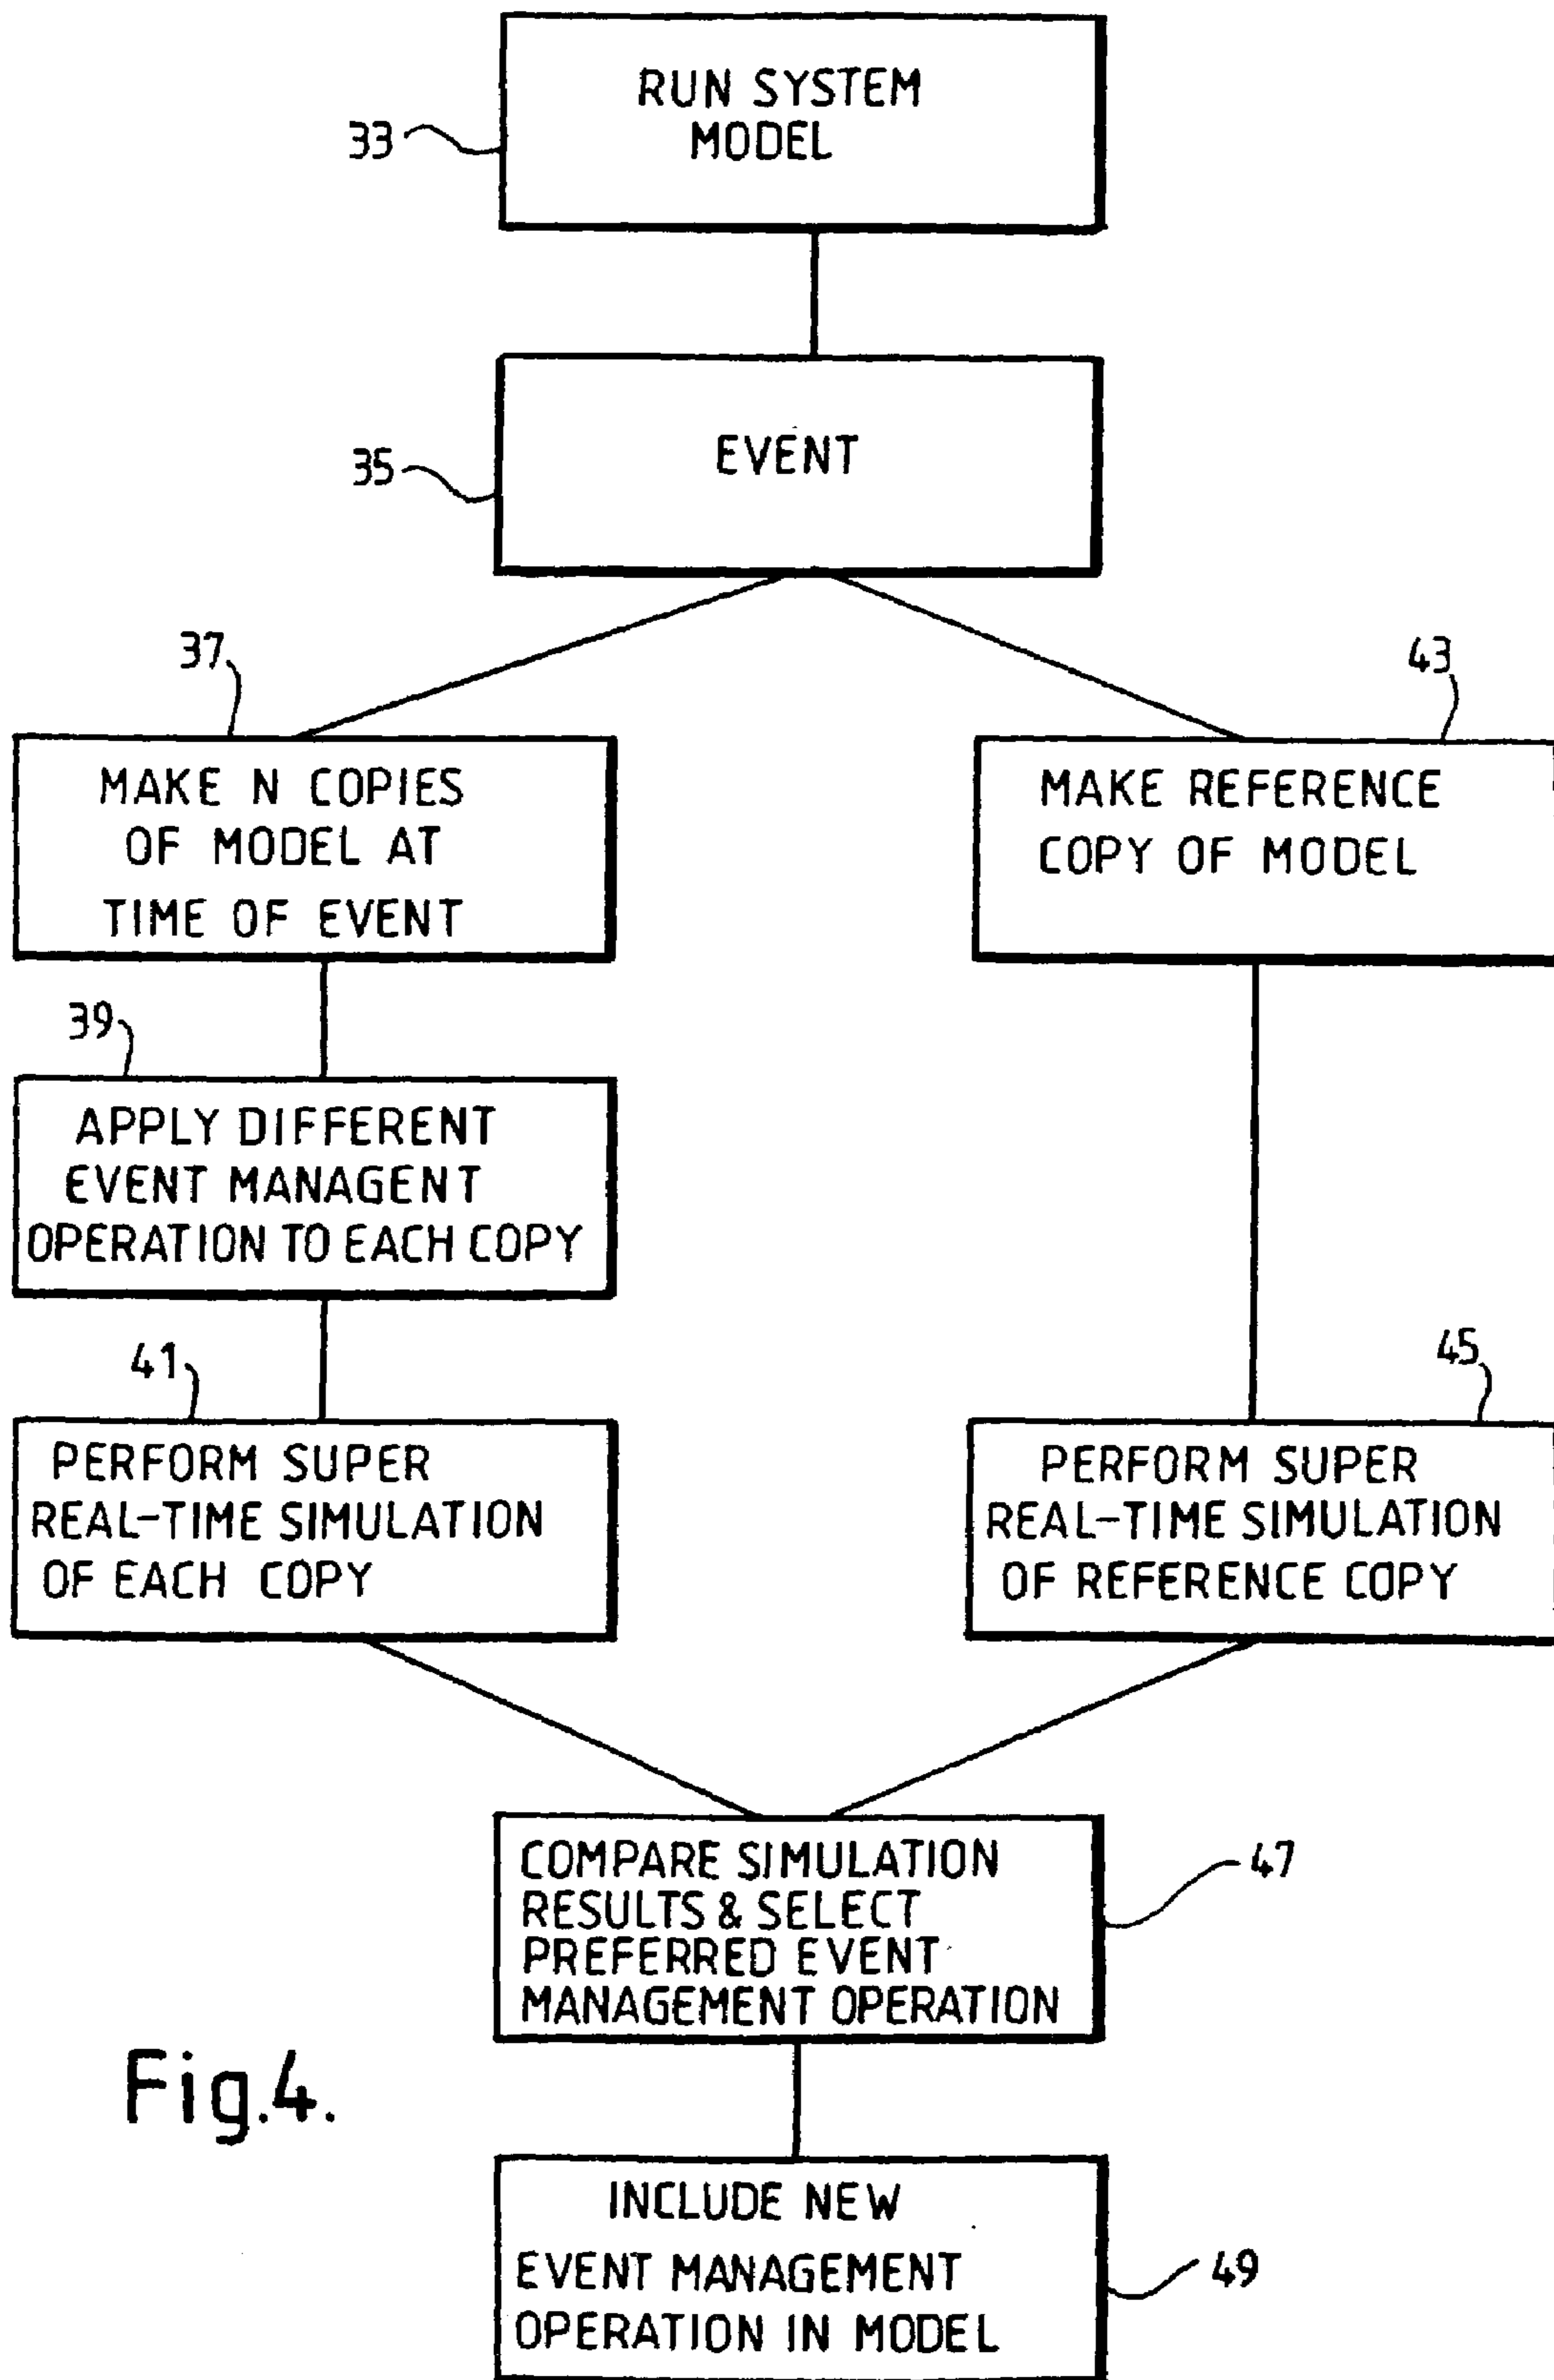 RUN SYSTEM
MODEL
33
EVENT
35
37
MAKE N COPIES
OF MODEL AT
TIME OF EVENT
43
MAKE REFERENCE
COPY OF MODEL
39
APPLY DIFFERENT
EVENT MANAGENT
OPERATION TO EACH COPY
41
PERFORM SUPER
REAL-TIME SIMULATION
OF EACH COPY
45
PERFORM SUPER
REAL-TIME SIMULATION
OF REFERENCE COPY
COMPARE SIMULATION
RESULTS & SELECT
PREFERRED EVENT
MANAGEMENT OPERATION
47
Fig.4.
INCLUDE NEW
EVENT MANAGEMENT
OPERATION IN MODEL
49